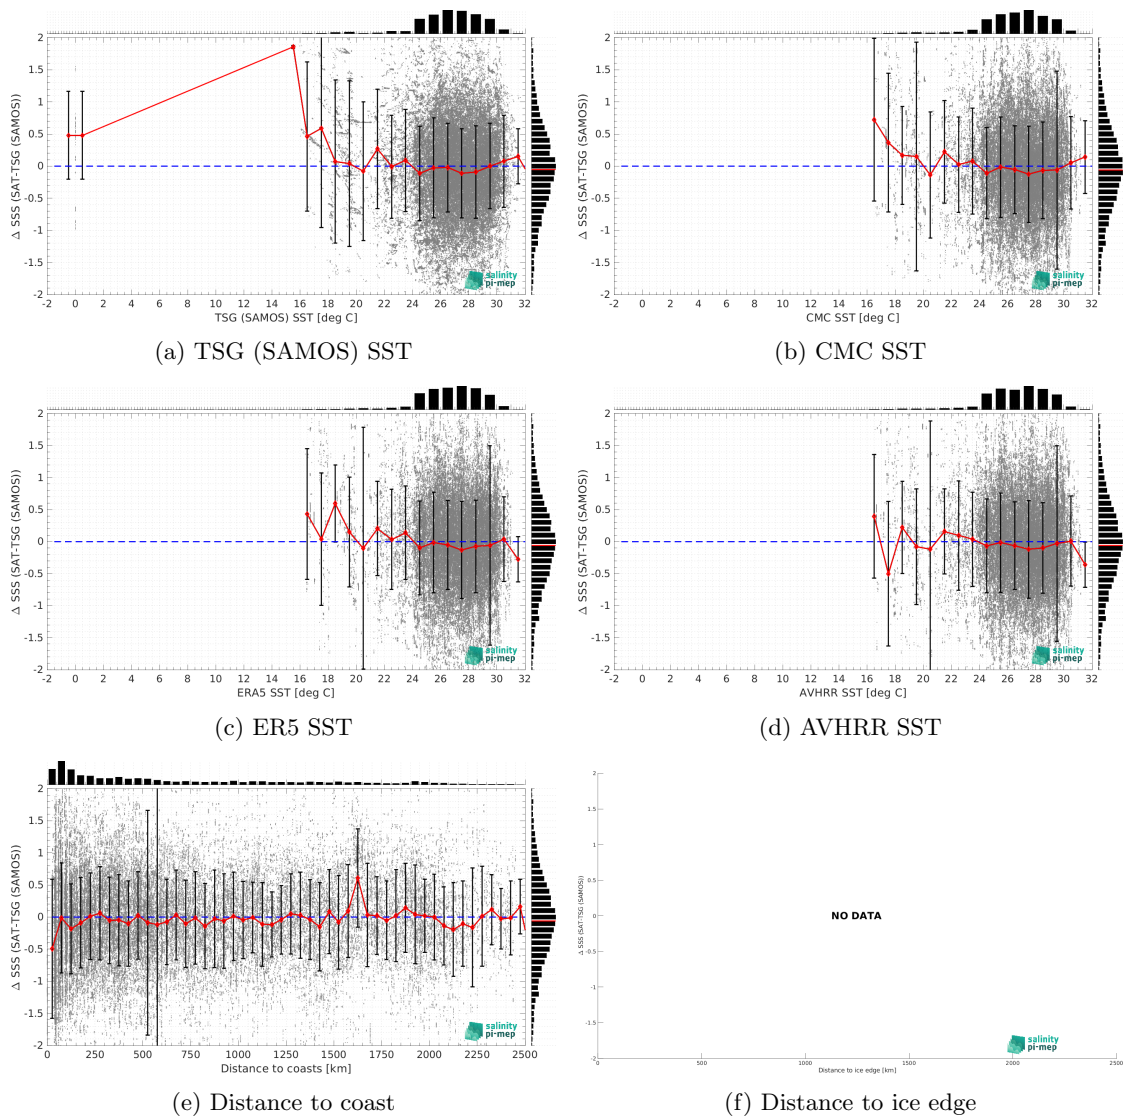 2
1.5
1
0.5
0
-0.5
-1
-1.5
-2
Δ SSS (SAT-TSG (SAMOS))
-2 0 2 4 6 8 10 12 14 16 18 20 22 24 26 28 30 32
TSG (SAMOS) SST [deg C]
salinity
pi-mep
(a) TSG (SAMOS) SST
2
1.5
1
0.5
0
-0.5
-1
-1.5
-2
Δ SSS (SAT-TSG (SAMOS))
-2 0 2 4 6 8 10 12 14 16 18 20 22 24 26 28 30 32
CMC SST [deg C]
salinity
pi-mep
(b) CMC SST
2
1.5
1
0.5
0
-0.5
-1
-1.5
-2
Δ SSS (SAT-TSG (SAMOS))
-2 0 2 4 6 8 10 12 14 16 18 20 22 24 26 28 30 32
ERA5 SST [deg C]
salinity
pi-mep
(c) ER5 SST
2
1.5
1
0.5
0
-0.5
-1
-1.5
-2
Δ SSS (SAT-TSG (SAMOS))
-2 0 2 4 6 8 10 12 14 16 18 20 22 24 26 28 30 32
AVHRR SST [deg C]
salinity
pi-mep
(d) AVHRR SST
2
1.5
1
0.5
0
-0.5
-1
-1.5
-2
Δ SSS (SAT-TSG (SAMOS))
0 250 500 750 1000 1250 1500 1750 2000 2250 2500
Distance to coasts [km]
salinity
pi-mep
(e) Distance to coast
2
1.5
1
0.5
0
-0.5
-1
-1.5
-2
Δ SSS (SAT-TSG (SAMOS))
NO DATA
0 500 1000 1500 2000 2500
Distance to ice edge [km]
salinity
pi-mep
(f) Distance to ice edge